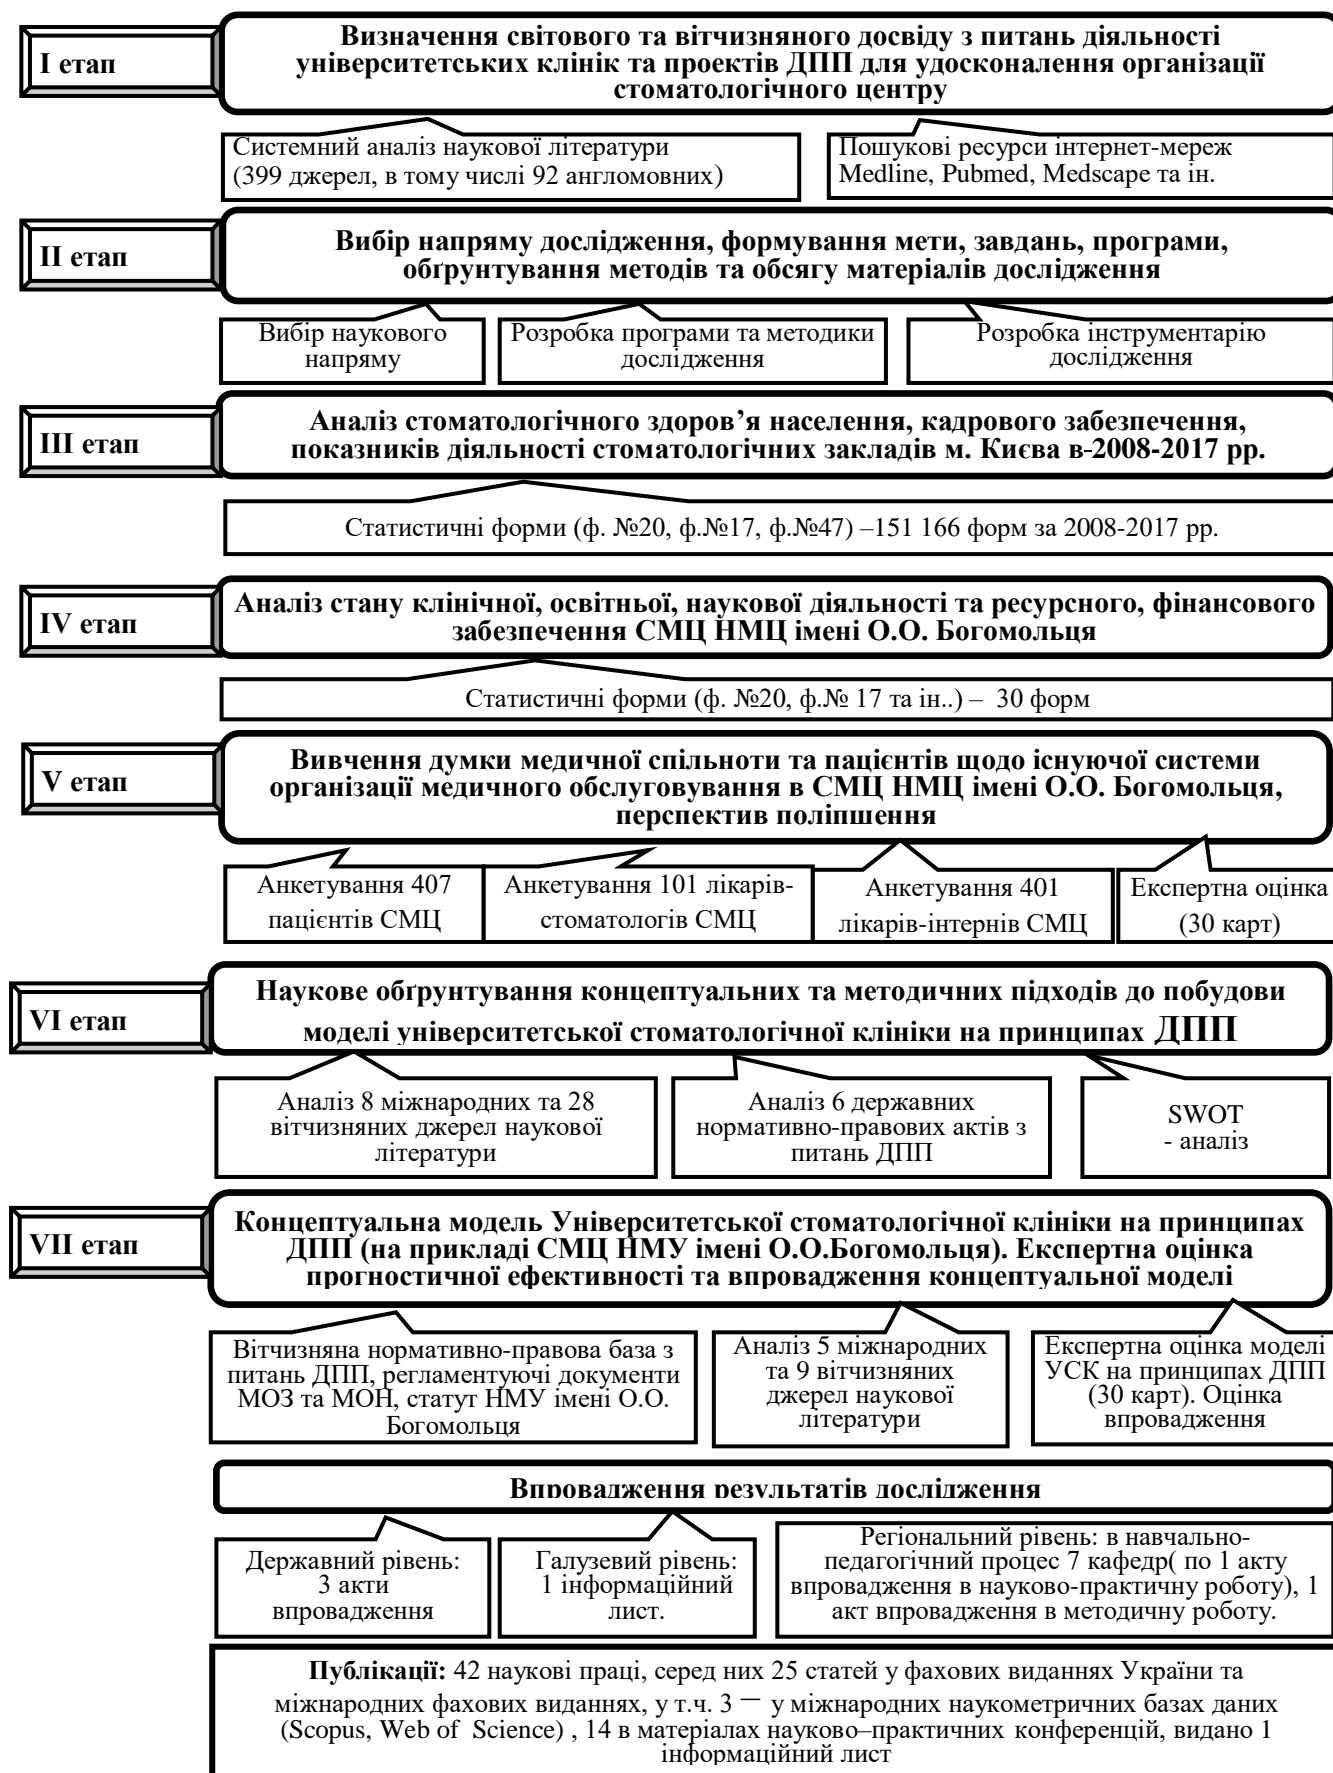 I етап
Визначення світового та вітчизняного досвіду з питань діяльності
університетських клінік та проектів ДПП для удосконалення організації
стоматологічного центру
Системний аналіз наукової літератури
(399 джерел, в тому числі 92 англомовних)
Пошукові ресурси інтернет-мереж
Medline, Pubmed, Medscape та ін.
II етап
Вибір напряму дослідження, формування мети, завдань, програми,
обґрунтування методів та обсягу матеріалів дослідження
Вибір наукового
напряму
Розробка програми та методики
дослідження
Розробка інструментарію
дослідження
III етап
Аналіз стоматологічного здоров’я населення, кадрового забезпечення,
показників діяльності стоматологічних закладів м. Києва в-2008-2017 рр.
Статистичні форми (ф. №20, ф.№17, ф.№47) –151 166 форм за 2008-2017 рр.
IV етап
Аналіз стану клінічної, освітньої, наукової діяльності та ресурсного, фінансового
забезпечення СМЦ НМЦ імені О.О. Богомольця
Статистичні форми (ф. №20, ф.№ 17 та ін..) – 30 форм
V етап
Вивчення думки медичної спільноти та пацієнтів щодо існуючої системи
організації медичного обслуговування в СМЦ НМЦ імені О.О. Богомольця,
перспектив поліпшення
Анкетування 407
пацієнтів СМЦ
Анкетування 101 лікарів-
стоматологів СМЦ
Анкетування 401
лікарів-інтернів СМЦ
Експертна оцінка
(30 карт)
VI етап
Наукове обґрунтування концептуальних та методичних підходів до побудови
моделі університетської стоматологічної клініки на принципах ДПП
Аналіз 8 міжнародних та 28
вітчизняних джерел наукової
літератури
Аналіз 6 державних
нормативно-правових актів з
питань ДПП
SWOT
- аналіз
VII етап
Концептуальна модель Університетської стоматологічної клініки на принципах
ДПП (на прикладі СМЦ НМУ імені О.О.Богомольця). Експертна оцінка
прогностичної ефективності та впровадження концептуальної моделі
Вітчизняна нормативно-правова база з
питань ДПП, регламентуючі документи
МОЗ та МОН, статут НМУ імені О.О.
Богомольця
Аналіз 5 міжнародних
та 9 вітчизняних
джерел наукової
літератури
Експертна оцінка моделі
УСК на принципах ДПП
(30 карт). Оцінка
впровадження
Впровадження результатів дослідження
Державний рівень:
3 акти
впровадження
Галузевий рівень:
1 інформаційний
лист.
Регіональний рівень: в навчально-
педагогічний процес 7 кафедр( по 1 акту
впровадження в науково-практичну роботу), 1
акт впровадження в методичну роботу.
Публікації: 42 наукові праці, серед них 25 статей у фахових виданнях України та
міжнародних фахових виданнях, у т.ч. 3 — у міжнародних наукометричних базах даних
(Scopus, Web of Science) , 14 в матеріалах науково–практичних конференцій, видано 1
інформаційний лист